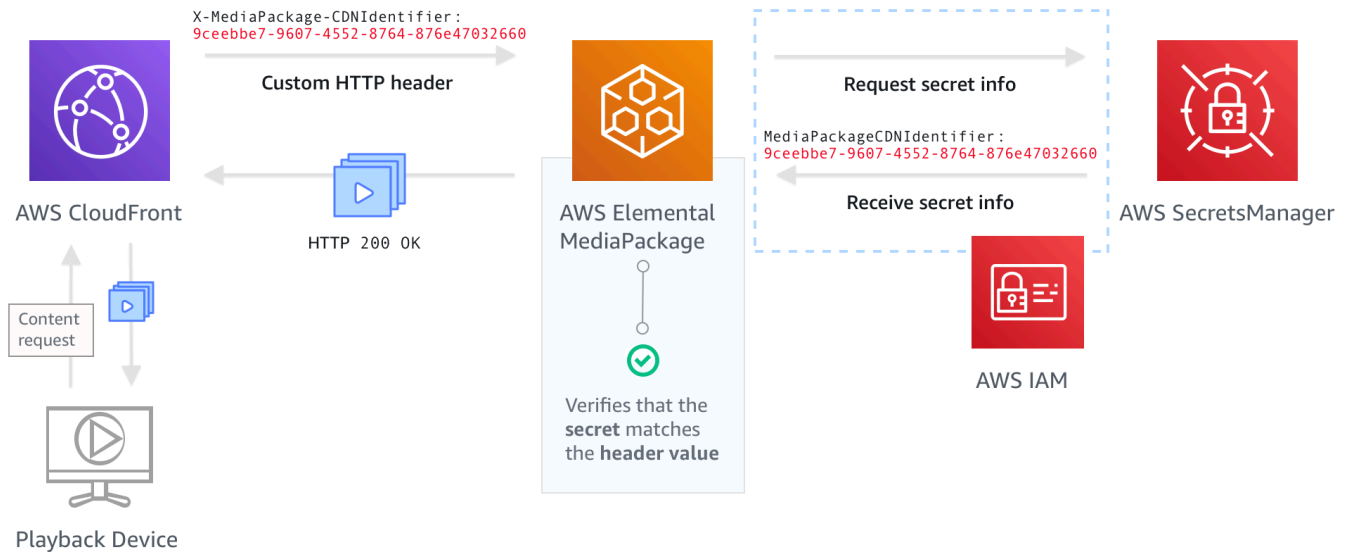 X-MediaPackage-CDNIdentifier:
9ceebbe7-9607-4552-8764-876e47032660
Custom HTTP header
Request secret info
MediaPackageCDNIdentifier:
9ceebbe7-9607-4552-8764-876e47032660
Receive secret info
AWS CloudFront
AWS Elemental
MediaPackage
AWS SecretsManager
HTTP 200 OK
Content
request
AWS IAM
Verifies that the
secret matches
the header value
Playback Device